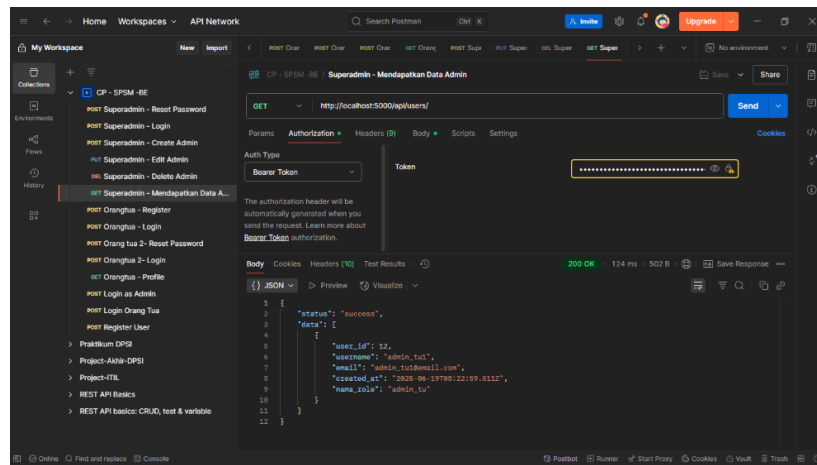 Home Workspaces API Network Search Postman Ctrl K Invite Upgrade
My Workspace New Import
POST Orar POST Orar POST Orar GET Orang POST Supe PUT Superi DEL Super GET Super No environment
Collections
Environments
Flows
History
CP - SPSM -BE
POST Superadmin - Reset Password
POST Superadmin - Login
POST Superadmin - Create Admin
PUT Superadmin - Edit Admin
DEL Superadmin - Delete Admin
GET Superadmin - Mendapatkan Data A...
POST Orangtua - Register
POST Orangtua - Login
POST Orang tua 2- Reset Password
POST Orangtua 2- Login
GET Orangtua - Profile
POST Login as Admin
POST Login Orang Tua
POST Register User
Praktikum DPSI
Project-Akhir-DPSI
Project-ITIL
REST API Basics
REST API basics: CRUD, test & variable
CP - SPSM -BE / Superadmin - Mendapatkan Data Admin Save Share
GET http://localhost:5000/api/users/ Send
Params Authorization Headers (9) Body Scripts Settings Cookies
Auth Type
Bearer Token
Token
The authorization header will be
automatically generated when you
send the request. Learn more about
Bearer Token authorization.
Body Cookies Headers (10) Test Results 200 OK 124 ms 502 B Save Response
{} JSON Preview Visualize
1 {
2 "status": "success",
3 "data": [
4 {
5 "user_id": 12,
6 "username": "admin_tu1",
7 "email": "admin_tu1@email.com",
8 "created_at": "2025-06-19T08:22:59.511Z",
9 "nama_role": "admin_tu"
10 }
11 ]
12 }
Online Find and replace Console Postbot Runner Start Proxy Cookies Vault Trash